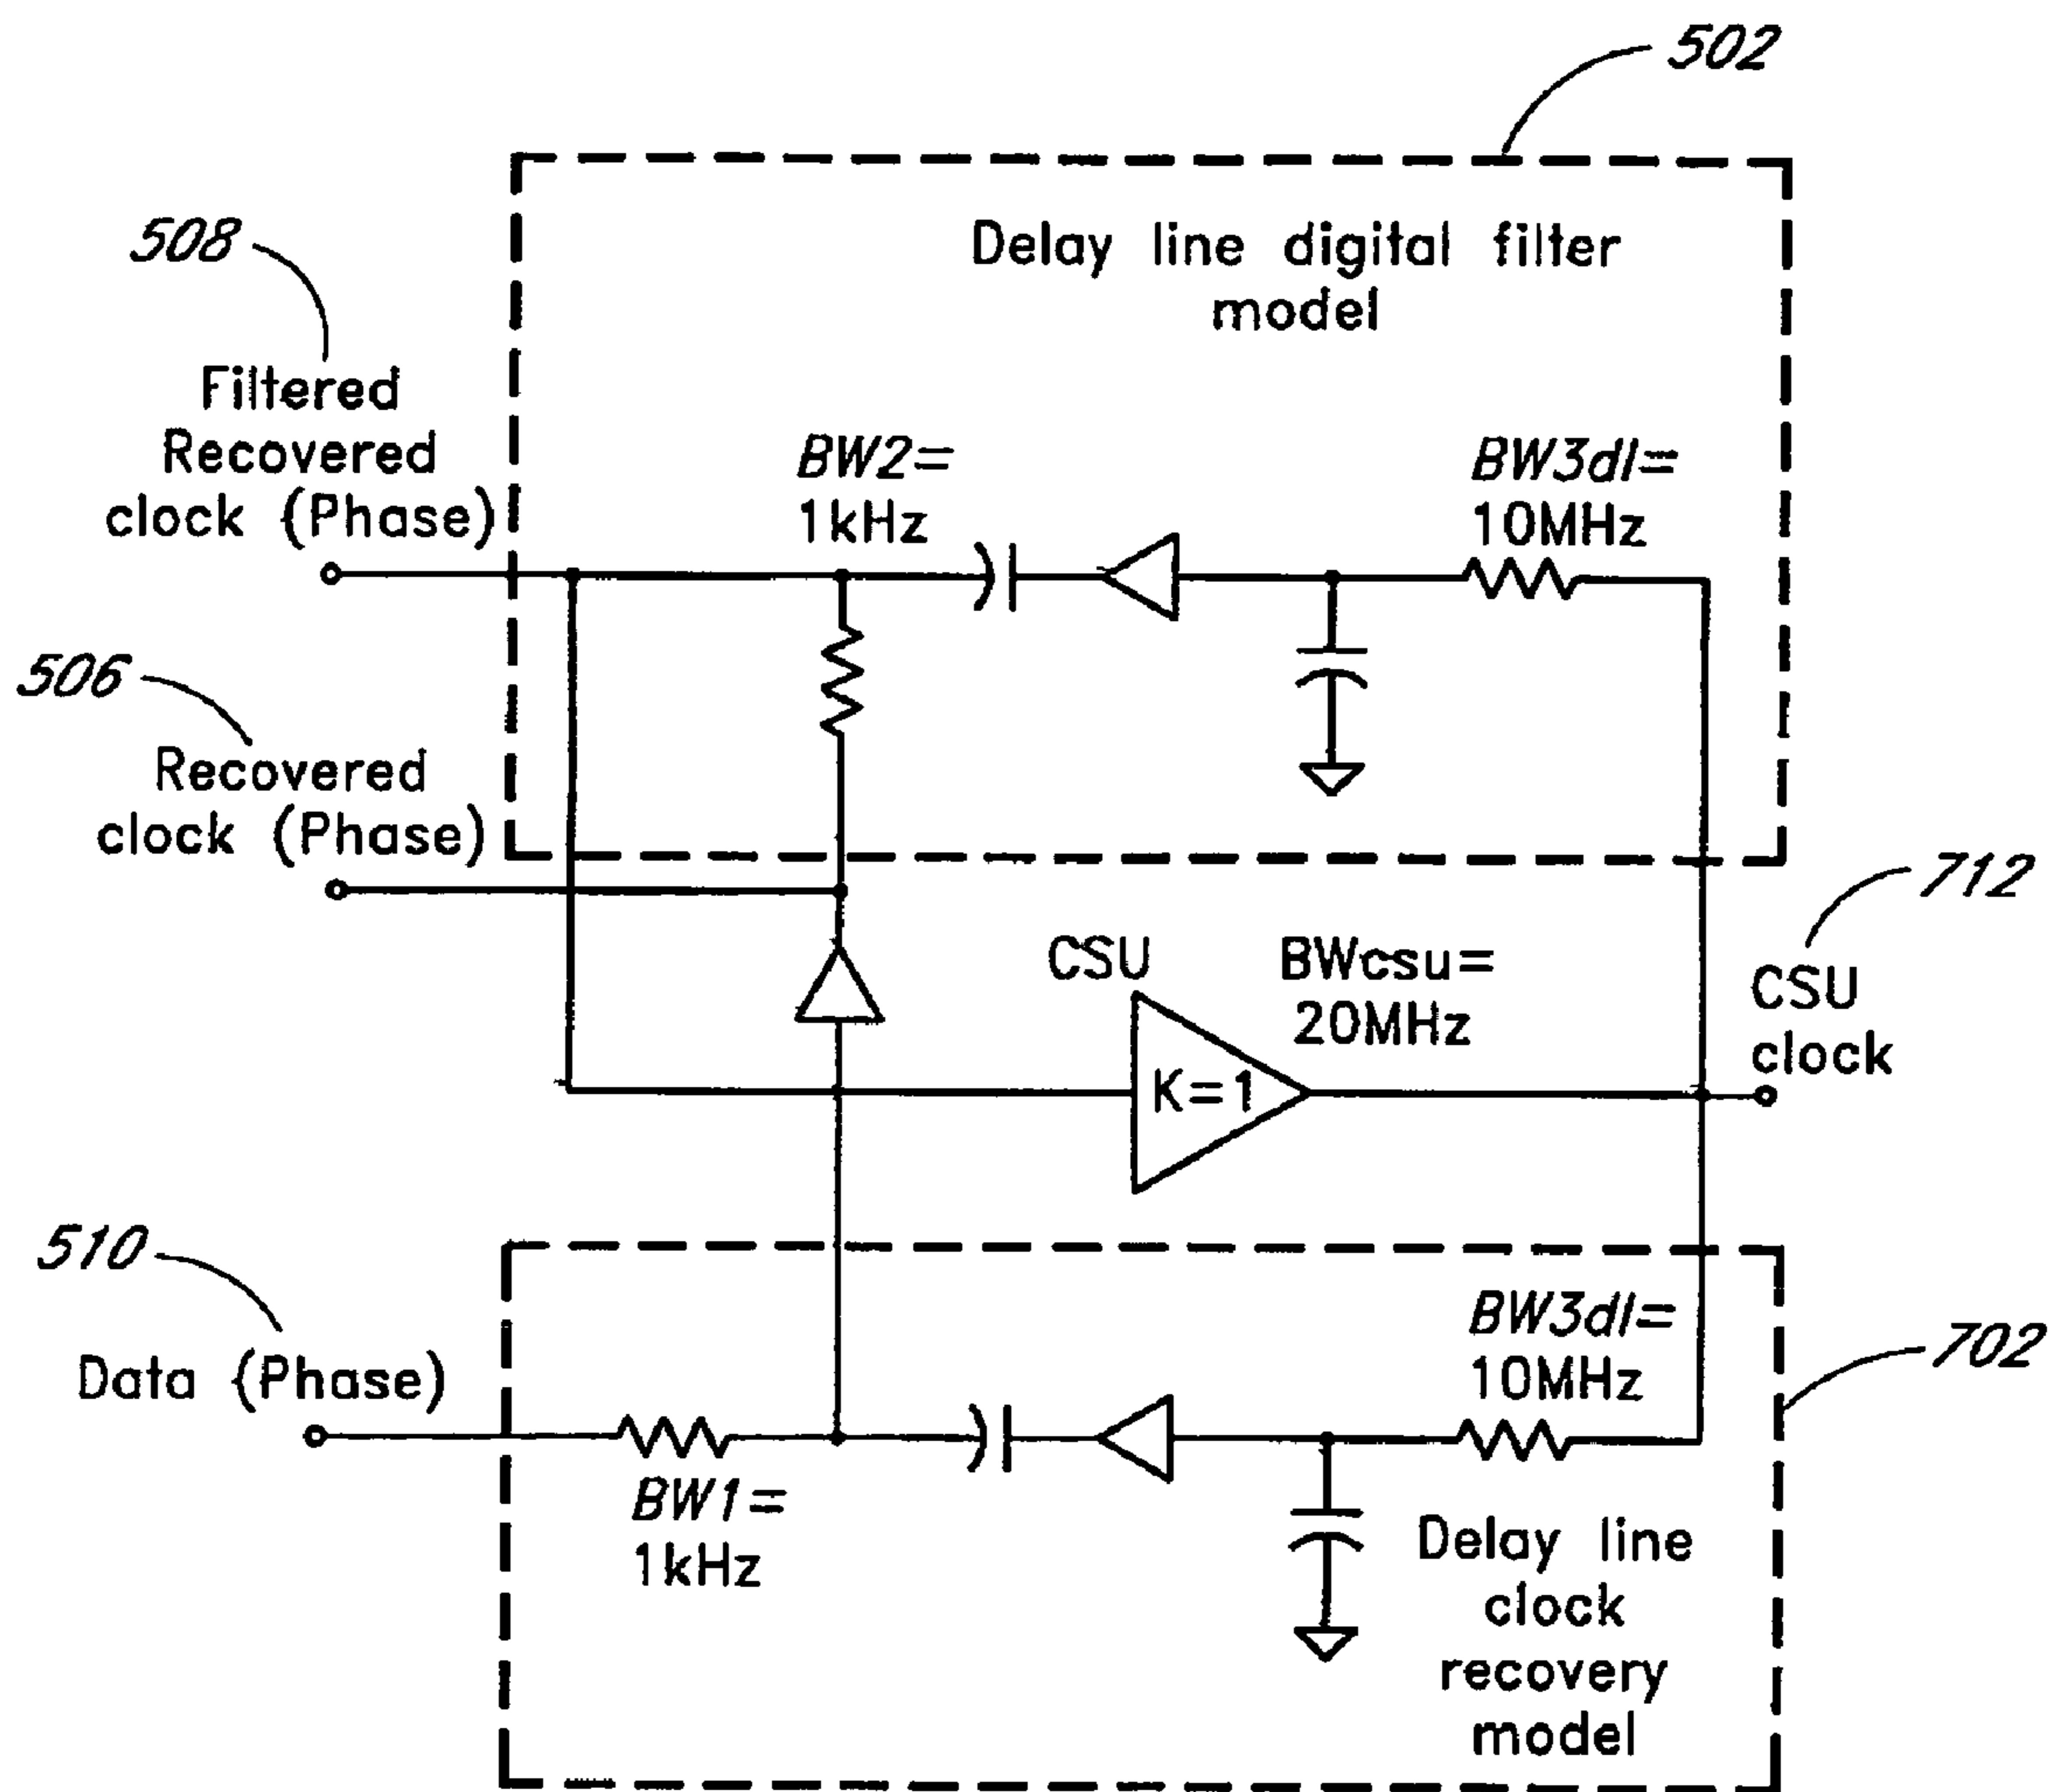 502
Delay line digital filter
model
508
Filtered
Recovered
clock (Phase)
BW2=
1kHz
BW3dl=
10MHz
506
Recovered
clock (Phase)
712
CSU
BWcsu=
20MHz
CSU
clock
K=1
510
Data (Phase)
BW3dl=
10MHz
702
BW1=
1kHz
Delay line
clock
recovery
model